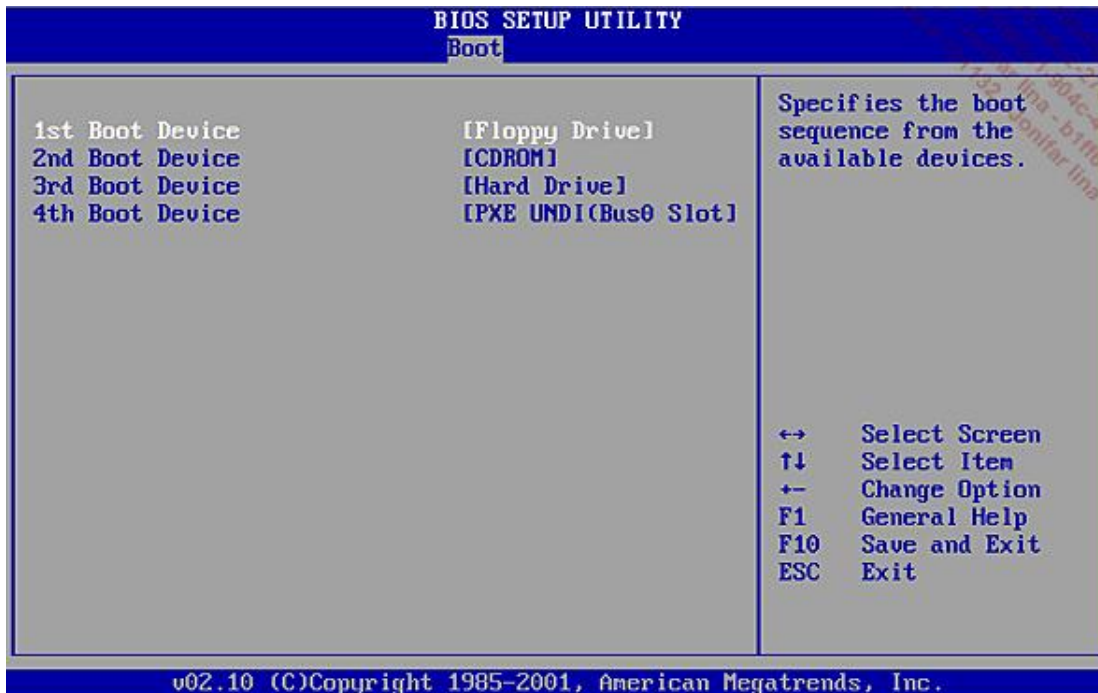 BIOS SETUP UTILITY
Boot
1st Boot Device [Floppy Drive]
2nd Boot Device [CDROM]
3rd Boot Device [Hard Drive]
4th Boot Device [PXE UNDI(Bus0 Slot]
Specifies the boot
sequence from the
available devices.
↔ Select Screen
↑↓ Select Item
+- Change Option
F1 General Help
F10 Save and Exit
ESC Exit
v02.10 (C)Copyright 1985-2001, American Megatrends, Inc.
Jonifar lina